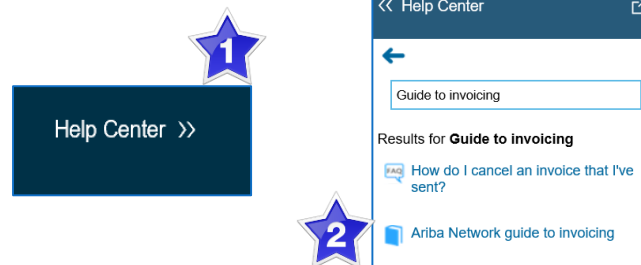 1
Help Center >>
<< Help Center
Guide to invoicing
Results for Guide to invoicing
FAQ
How do I cancel an invoice that I've
sent?
2
Ariba Network guide to invoicing